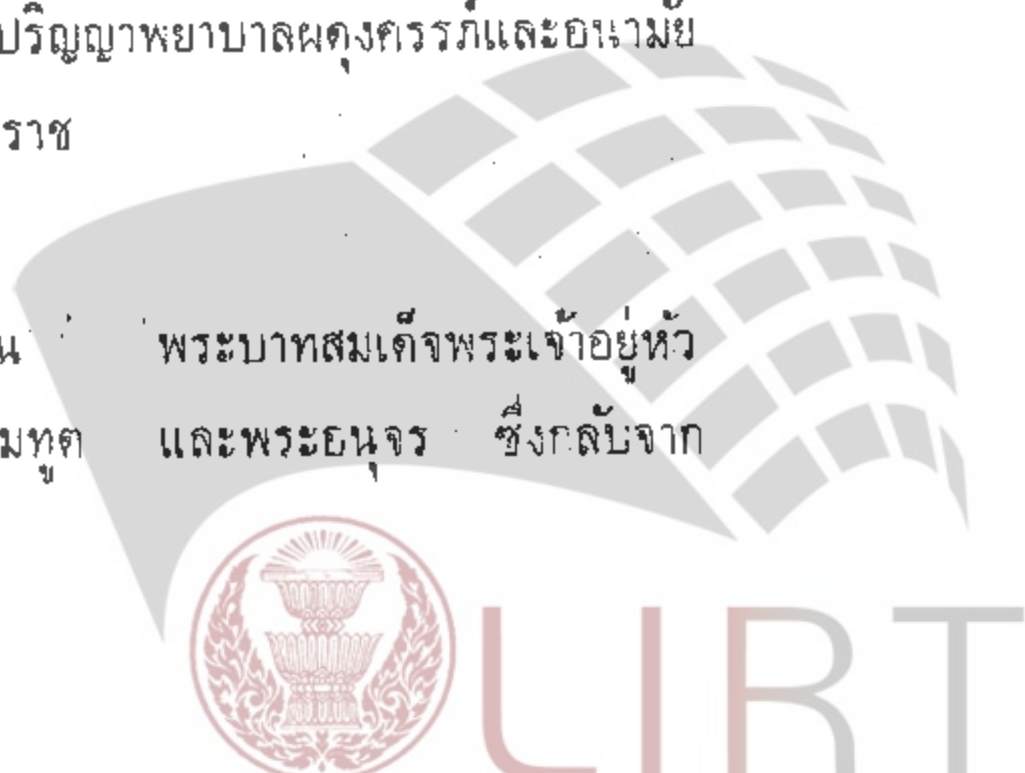 ปริญญาพยาบาลผดุงครรภ์และอนามัย
ราช
น พระบาทสมเด็จพระเจ้าอยู่หัว
มทูต และพระธนุจร ซึ่งกลับจาก
LIRT